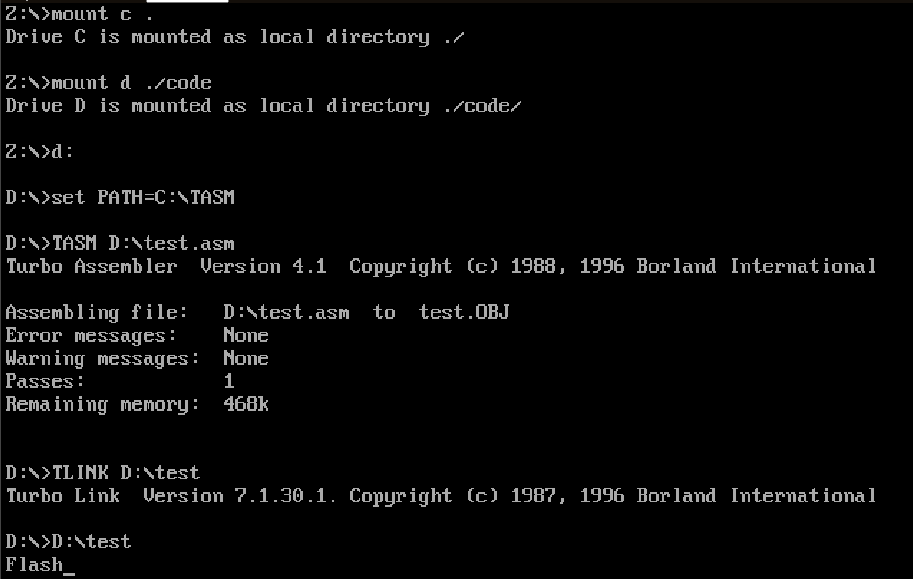 Z:\>mount c .
Drive C is mounted as local directory ./
Z:\>mount d ./code
Drive D is mounted as local directory ./code/
Z:\>d:
D:\>set PATH=C:\TASM
D:\>TASM D:\test.asm
Turbo Assembler  Version 4.1  Copyright (c) 1988, 1996 Borland International
Assembling file:   D:\test.asm  to  test.OBJ
Error messages:    None
Warning messages:  None
Passes:            1
Remaining memory:  468k
D:\>TLINK D:\test
Turbo Link  Version 7.1.30.1. Copyright (c) 1987, 1996 Borland International
D:\>D:\test
Flash_